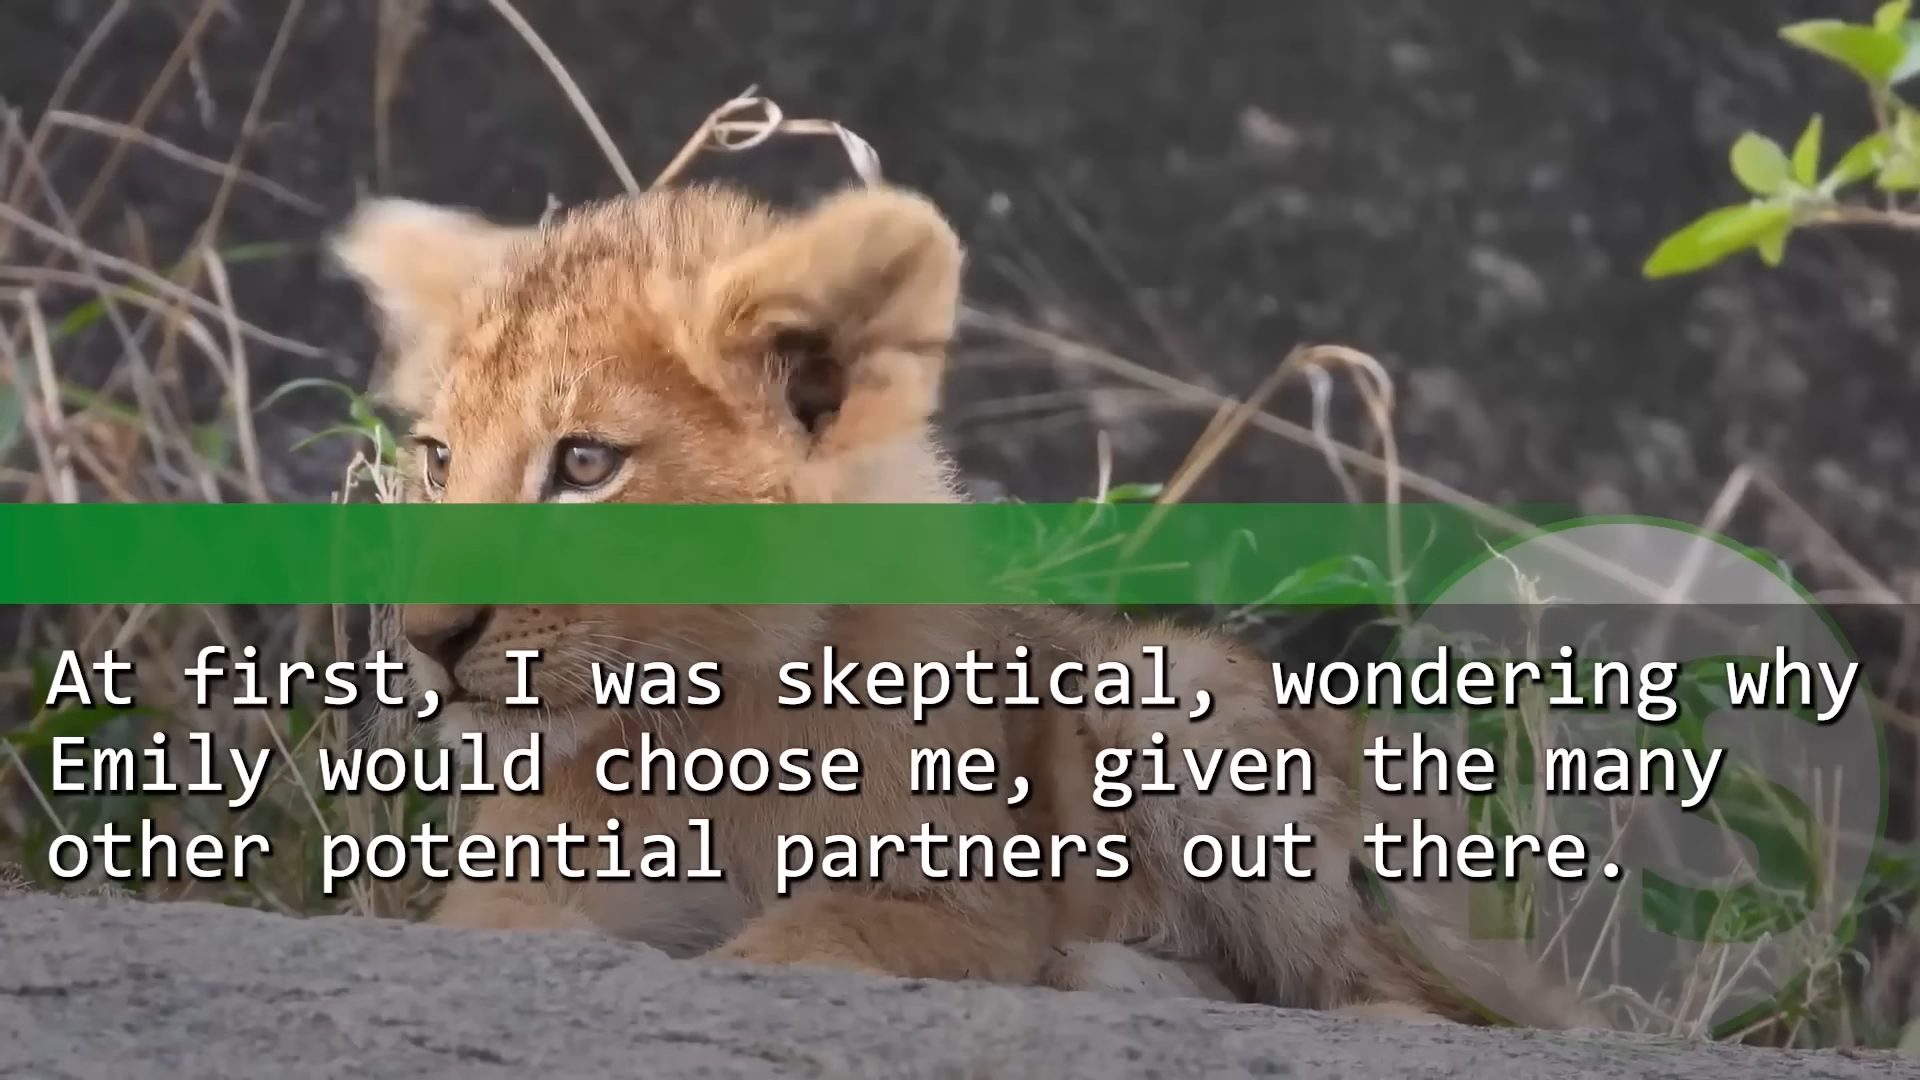 At first, I was skeptical, wondering why
Emily would choose me, given the many
other potential partners out there.